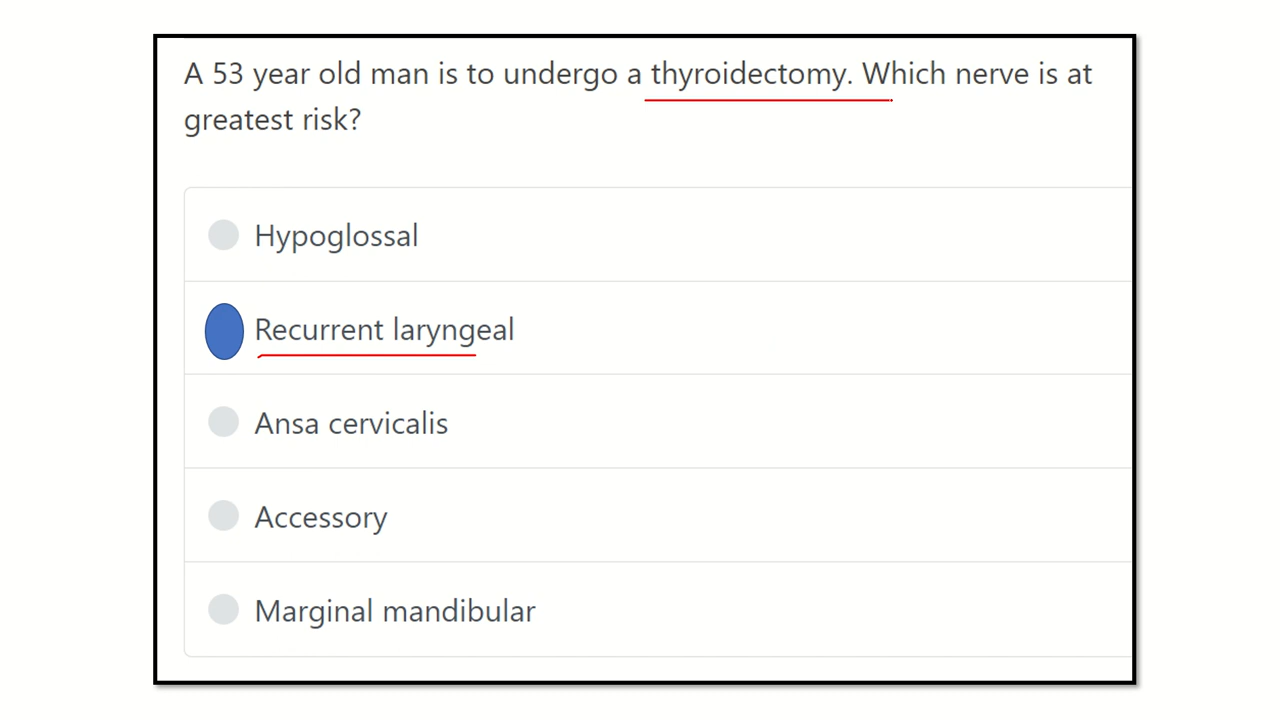 A 53 year old man is to undergo a thyroidectomy. Which nerve is at
greatest risk?
Hypoglossal
Recurrent laryngeal
Ansa cervicalis
Accessory
Marginal mandibular